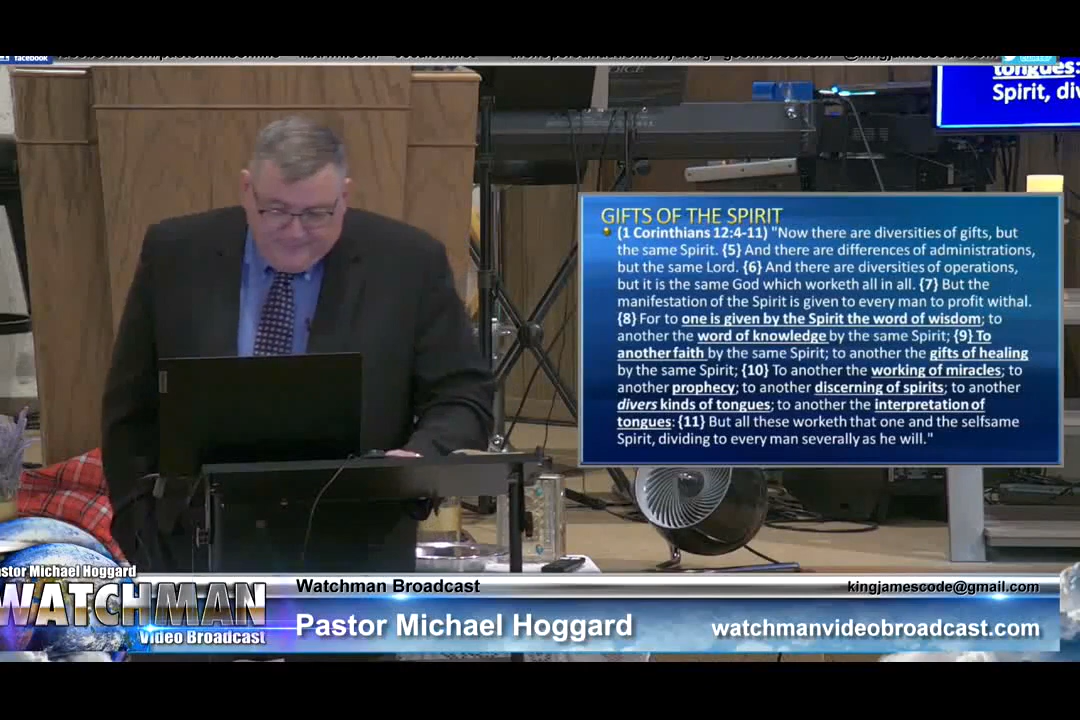 facebook
tongues:
Spirit, div
GIFTS OF THE SPIRIT
(1 Corinthians 12:4-11) "Now there are diversities of gifts, but
the same Spirit. {5} And there are differences of administrations,
but the same Lord. {6} And there are diversities of operations,
but it is the same God which worketh all in all. {7} But the
manifestation of the Spirit is given to every man to profit withal.
{8} For to one is given by the Spirit the word of wisdom; to
another the word of knowledge by the same Spirit; {9} To
another faith by the same Spirit; to another the gifts of healing
by the same Spirit; {10} To another the working of miracles; to
another prophecy; to another discerning of spirits; to another
divers kinds of tongues; to another the interpretation of
tongues: {11} But all these worketh that one and the selfsame
Spirit, dividing to every man severally as he will."
astor Michael Hoggard
WATCHMAN
Video Broadcast
Watchman Broadcast
kingjamescode@gmail.com
Pastor Michael Hoggard
watchmanvideobroadcast.com